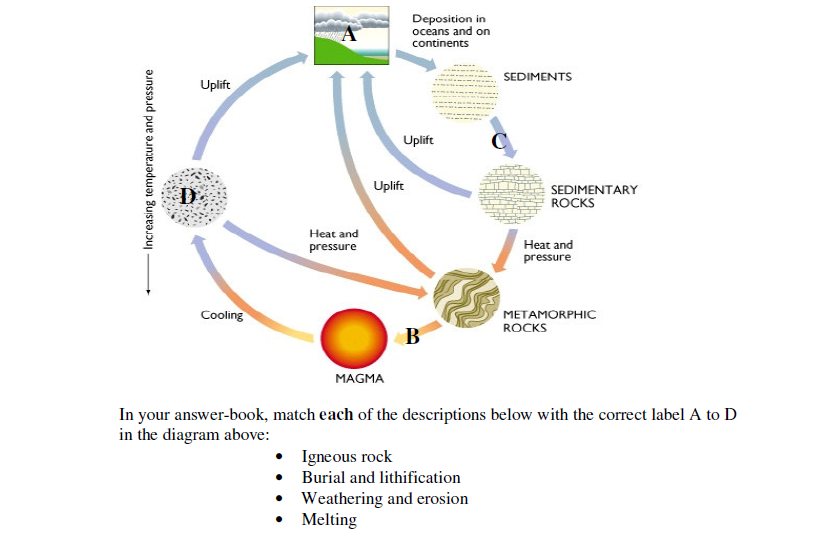 Deposition in
oceans and on
continents
A
SEDIMENTS
Uplift
C
Uplift
Increasing temperature and pressure
D
Uplift
SEDIMENTARY
ROCKS
Heat and
pressure
Heat and
pressure
Cooling
METAMORPHIC
ROCKS
B
MAGMA
In your answer-book, match each of the descriptions below with the correct label A to D
in the diagram above:
• Igneous rock
• Burial and lithification
• Weathering and erosion
• Melting